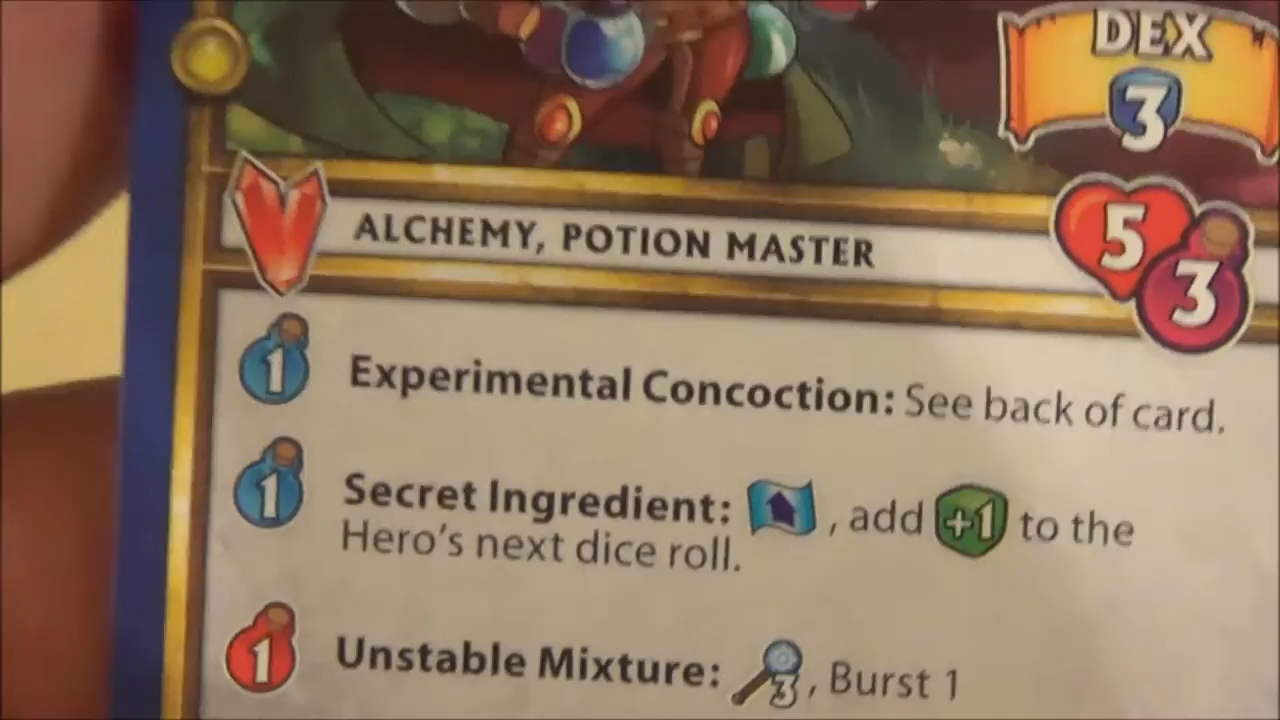 DEX
3
ALCHEMY, POTION MASTER
5
3
1 Experimental Concoction: See back of card.
1 Secret Ingredient: , add +1 to the
Hero's next dice roll.
1 Unstable Mixture: 3, Burst 1